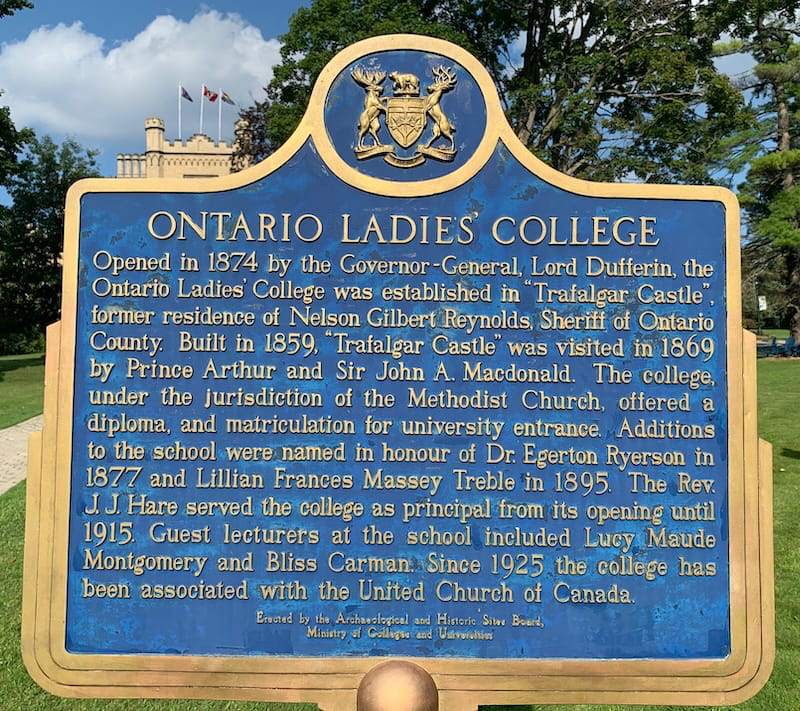 ONTARIO LADIES' COLLEGE
Opened in 1874 by the Governor-General, Lord Dufferin, the
Ontario Ladies' College was established in "Trafalgar Castle",
former residence of Nelson Gilbert Reynolds, Sheriff of Ontario
County. Built in 1859, "Trafalgar Castle" was visited in 1869
by Prince Arthur and Sir John A. Macdonald. The college,
under the jurisdiction of the Methodist Church, offered a
diploma, and matriculation for university entrance. Additions
to the school were named in honour of Dr. Egerton Ryerson in
1877 and Lillian Frances Massey Treble in 1895. The Rev.
J. J. Hare served the college as principal from its opening until
1915. Guest lecturers at the school included Lucy Maude
Montgomery and Bliss Carman. Since 1925 the college has
been associated with the United Church of Canada.
Erected by the Archaeological and Historic Sites Board,
Ministry of Colleges and Universities